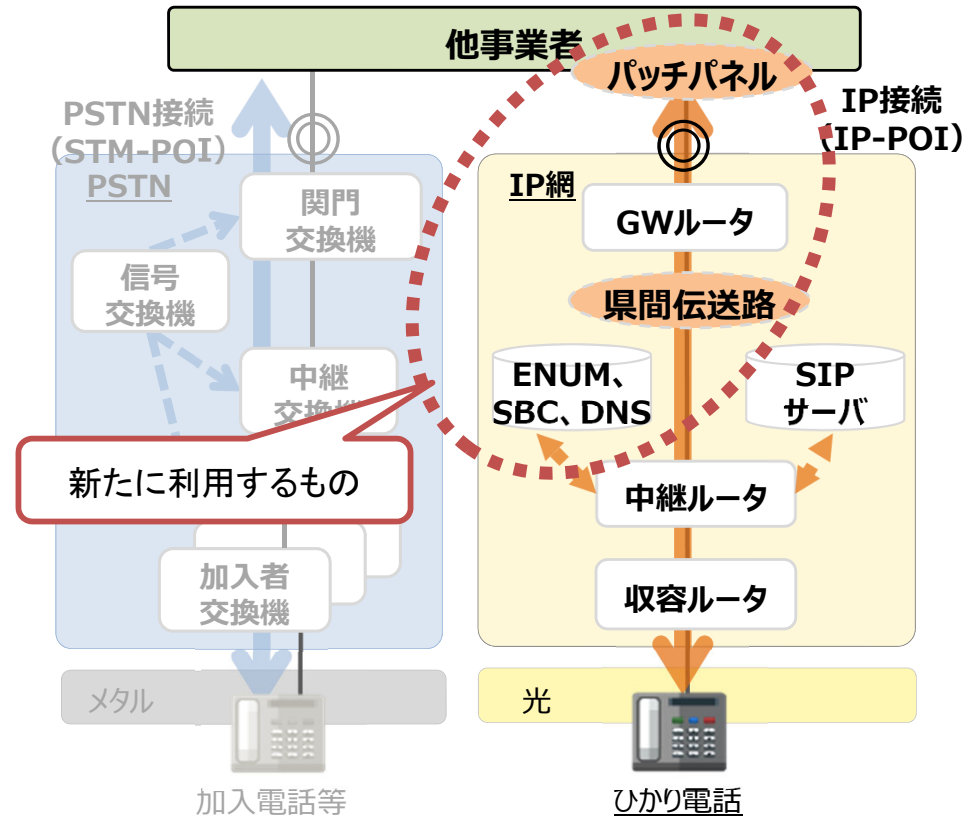 他事業者
パッチパネル
PSTN接続
（STM-POI）
PSTN
IP接続
（IP-POI）
IP網
関門
交換機
GWルータ
信号
交換機
県間伝送路
中継
交換機
ENUM、
SBC、DNS
SIP
サーバ
新たに利用するもの
中継ルータ
加入者
交換機
収容ルータ
メタル
光
加入電話等
ひかり電話